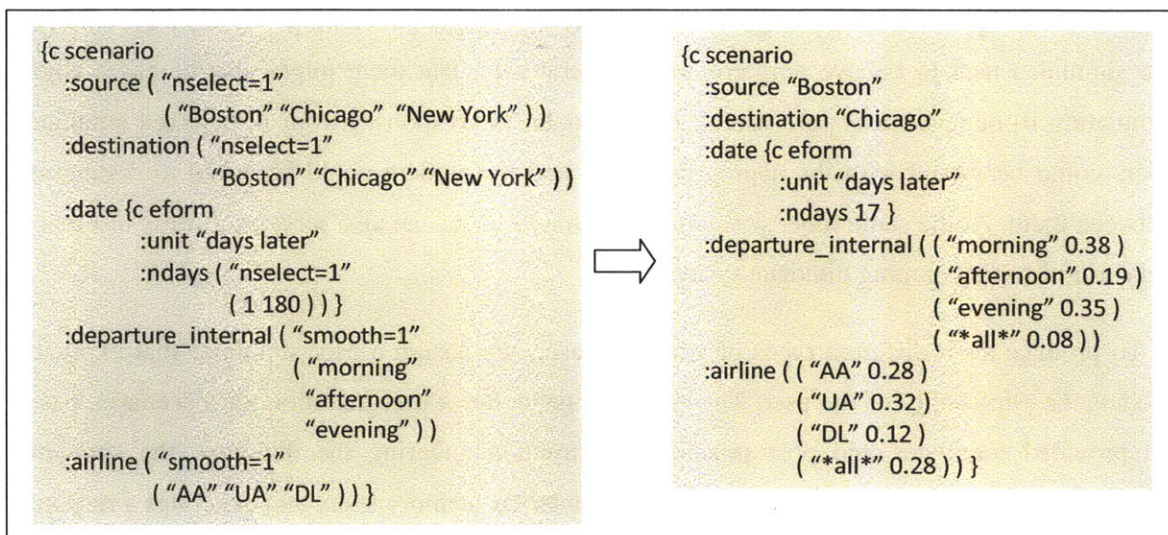 {c scenario
:source ( “nselect=1”
( “Boston” “Chicago” “New York” ) )
:destination ( “nselect=1”
“Boston” “Chicago” “New York” ) )
:date {c eform
:unit “days later”
:ndays ( “nselect=1”
( 1 180 ) ) }
:departure_internal ( “smooth=1”
( “morning”
“afternoon”
“evening” ) )
:airline ( “smooth=1”
( “AA” “UA” “DL” ) ) }
{c scenario
:source “Boston”
:destination “Chicago”
:date {c eform
:unit “days later”
:ndays 17 }
:departure_internal ( ( “morning” 0.38 )
( “afternoon” 0.19 )
( “evening” 0.35 )
( “*all*” 0.08 ) )
:airline ( ( “AA” 0.28 )
( “UA” 0.32 )
( “DL” 0.12 )
( “*all*” 0.28 ) ) }